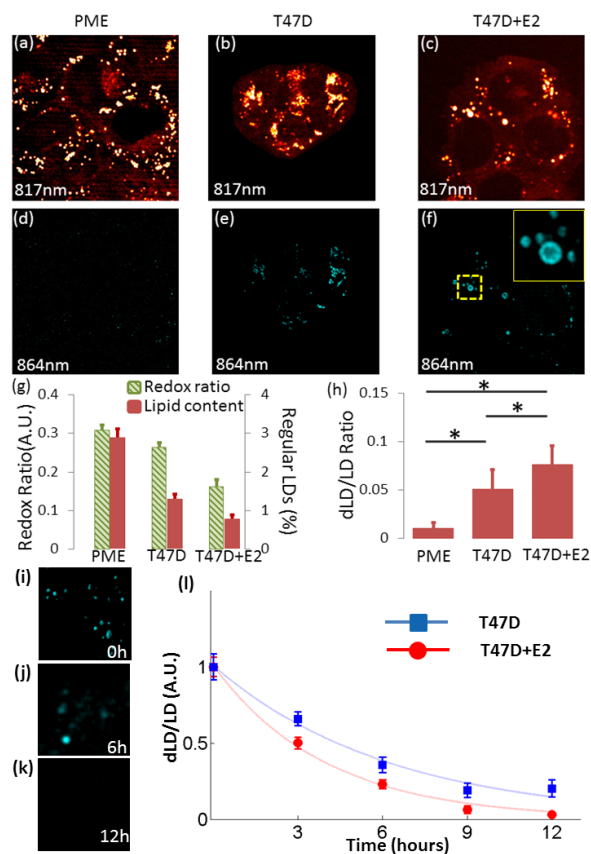 PME T47D T47D+E2
(a) (b) (c)
817nm 817nm 817nm
(d) (e) (f)
864nm 864nm 864nm
(g) (h)
Redox ratio
Lipid content
Redox Ratio(A.U.)
0.4
0.3
0.2
0.1
0
4
3
2
1
0
Regular LDs (%)
PME T47D T47D+E2
dLD/LD Ratio
0.15
0.1
0.05
0
* * *
PME T47D T47D+E2
(i)
0h
(j)
6h
(k)
12h
(l)
T47D
T47D+E2
dLD/LD (A.U.)
1
0.5
0
3 6 9 12
Time (hours)